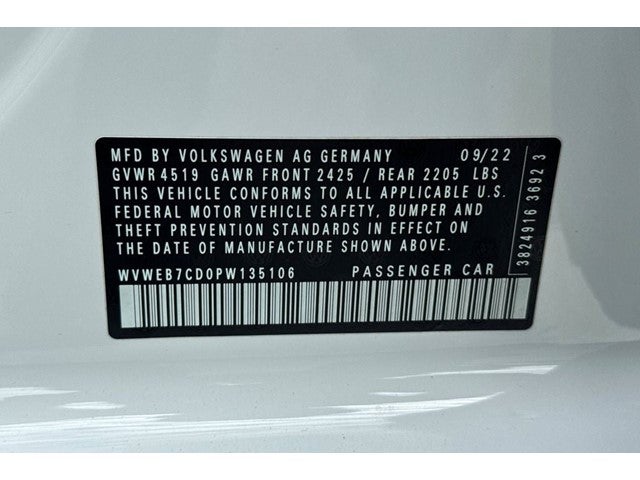 MFD BY VOLKSWAGEN AG GERMANY 09/22
GVWR 4519 GAWR FRONT 2425 / REAR 2205 LBS
THIS VEHICLE CONFORMS TO ALL APPLICABLE U.S.
FEDERAL MOTOR VEHICLE SAFETY, BUMPER AND
THEFT PREVENTION STANDARDS IN EFFECT ON
THE DATE OF MANUFACTURE SHOWN ABOVE.
WVWEB7CD0PW135106 PASSENGER CAR
3824916 3692 3